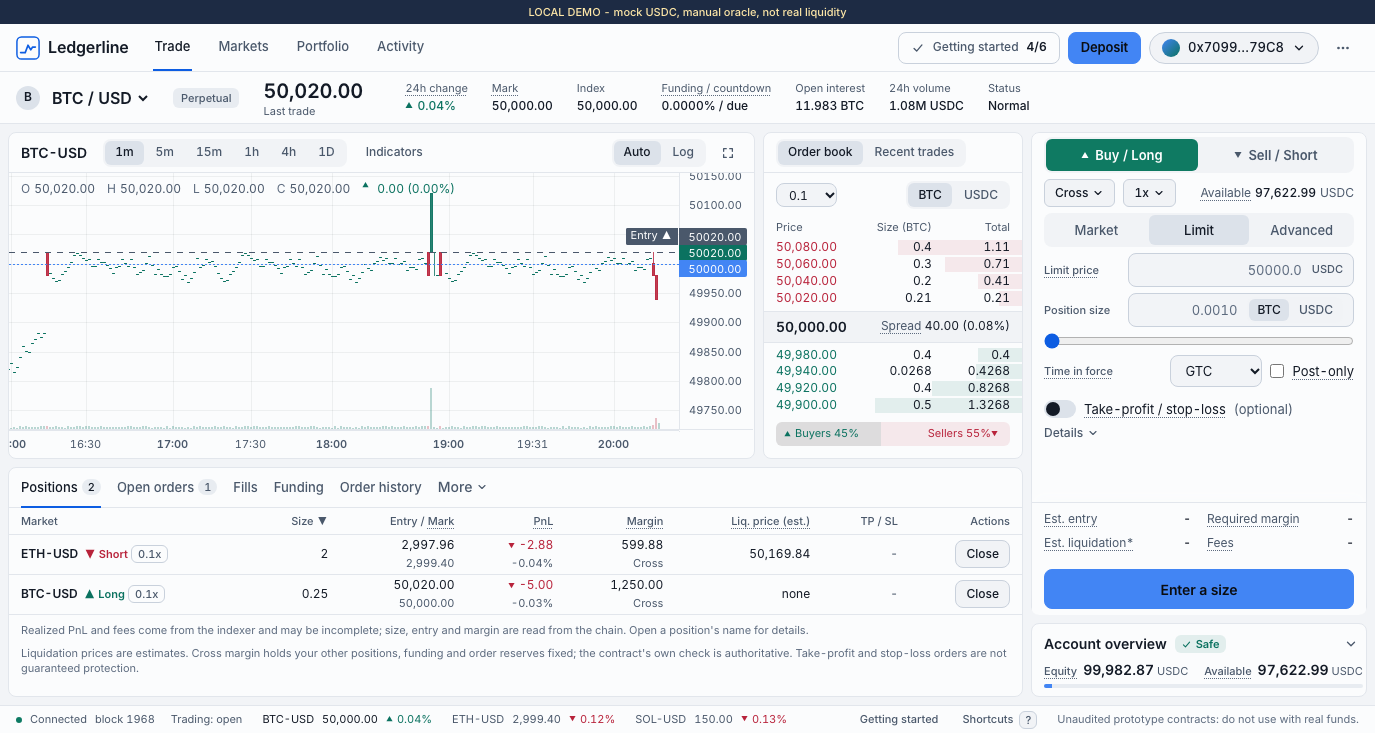 LOCAL DEMO - mock USDC, manual oracle, not real liquidity
Ledgerline Trade Markets Portfolio Activity Getting started 4/6 Deposit 0x7099...79C8
B BTC / USD Perpetual 50,020.00 Last trade
24h change 0.04%
Mark 50,000.00
Index 50,000.00
Funding / countdown 0.0000% / due
Open interest 11.983 BTC
24h volume 1.08M USDC
Status Normal
BTC-USD 1m 5m 15m 1h 4h 1D Indicators Auto Log
O 50,020.00 H 50,020.00 L 50,020.00 C 50,020.00 ▲ 0.00 (0.00%)
50150.00
50100.00
Entry ▲ 50020.00
50020.00
50000.00
49950.00
49900.00
49850.00
49800.00
49750.00
:00 16:30 17:00 17:30 18:00 19:00 19:31 20:00
Order book Recent trades
0.1 BTC USDC
Price Size (BTC) Total
50,080.00 0.4 1.11
50,060.00 0.3 0.71
50,040.00 0.2 0.41
50,020.00 0.21 0.21
50,000.00 Spread 40.00 (0.08%)
49,980.00 0.4 0.4
49,940.00 0.0268 0.4268
49,920.00 0.4 0.8268
49,900.00 0.5 1.3268
▲ Buyers 45% Sellers 55%▼
▲ Buy / Long ▼ Sell / Short
Cross 1x Available 97,622.99 USDC
Market Limit Advanced
Limit price 50000.0 USDC
Position size 0.0010 BTC USDC
Time in force GTC Post-only
Take-profit / stop-loss (optional)
Details
Est. entry - Required margin -
Est. liquidation* - Fees -
Enter a size
Account overview Safe
Equity 99,982.87 USDC Available 97,622.99 USDC
Positions 2 Open orders 1 Fills Funding Order history More
Market Size ▼ Entry / Mark PnL Margin Liq. price (est.) TP / SL Actions
ETH-USD ▼ Short 0.1x 2 2,997.96 ▼ -2.88 599.88 50,169.84 - Close
2,999.40 -0.04% Cross
BTC-USD ▲ Long 0.1x 0.25 50,020.00 ▼ -5.00 1,250.00 none - Close
50,000.00 -0.03% Cross
Realized PnL and fees come from the indexer and may be incomplete; size, entry and margin are read from the chain. Open a position's name for details.
Liquidation prices are estimates. Cross margin holds your other positions, funding and order reserves fixed; the contract's own check is authoritative. Take-profit and stop-loss orders are not
guaranteed protection.
Connected block 1968 Trading: open BTC-USD 50,000.00 ▲ 0.04% ETH-USD 2,999.40 ▼ 0.12% SOL-USD 150.00 ▼ 0.13% Getting started Shortcuts ? Unaudited prototype contracts: do not use with real funds.